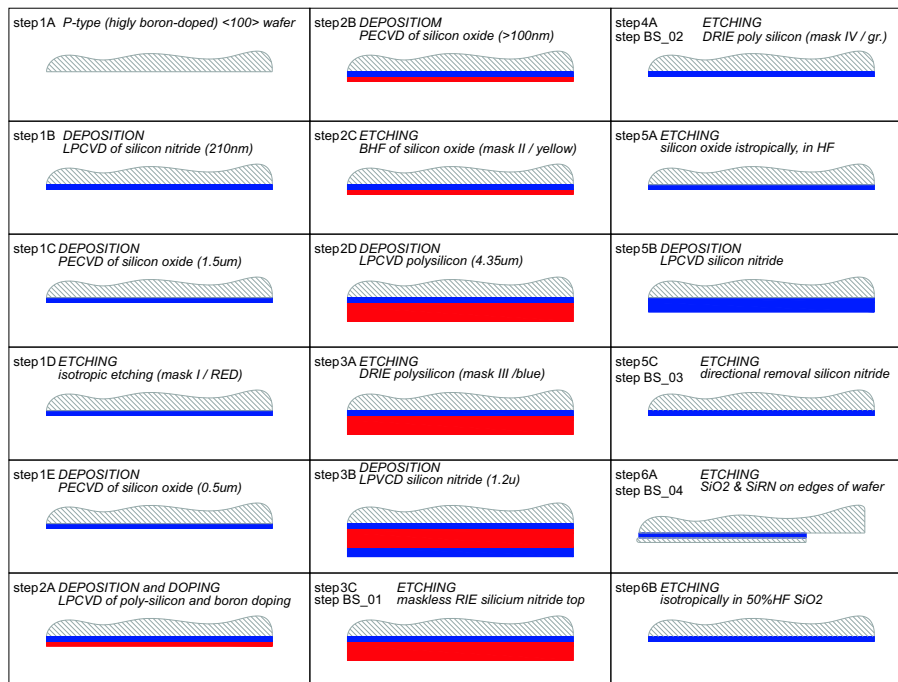 step1A P-type (higly boron-doped) <100> wafer
step1B DEPOSITION
LPCVD of silicon nitride (210nm)
step1C DEPOSITION
PECVD of silicon oxide (1.5um)
step1D ETCHING
isotropic etching (mask I / RED)
step1E DEPOSITION
PECVD of silicon oxide (0.5um)
step2A DEPOSITION and DOPING
LPCVD of poly-silicon and boron doping
step2B DEPOSITIOM
PECVD of silicon oxide (>100nm)
step2C ETCHING
BHF of silicon oxide (mask II / yellow)
step2D DEPOSITION
LPCVD polysilicon (4.35um)
step3A ETCHING
DRIE polysilicon (mask III /blue)
step3B DEPOSITION
LPVCD silicon nitride (1.2u)
step3C ETCHING
step BS_01 maskless RIE silicium nitride top
step4A ETCHING
step BS_02 DRIE poly silicon (mask IV / gr.)
step5A ETCHING
silicon oxide istropically, in HF
step5B DEPOSITION
LPCVD silicon nitride
step5C ETCHING
step BS_03 directional removal silicon nitride
step6A ETCHING
step BS_04 SiO2 & SiRN on edges of wafer
step6B ETCHING
isotropically in 50%HF SiO2